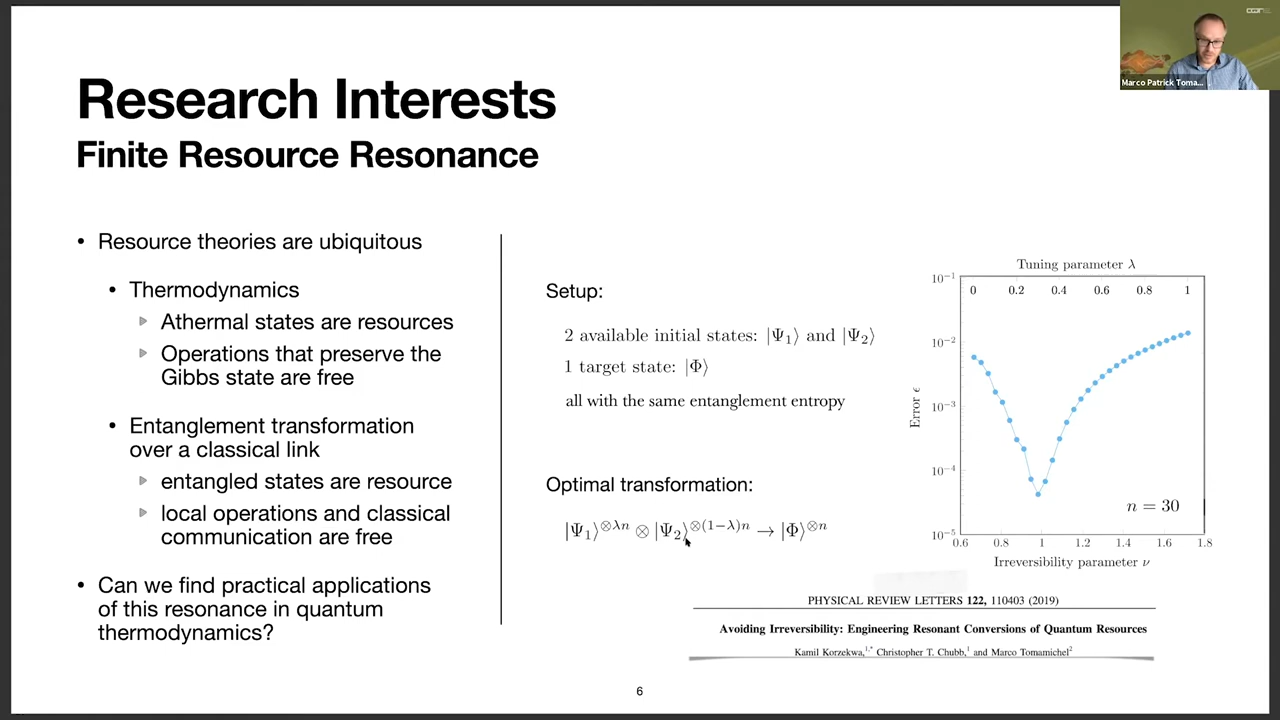 Research Interests
Finite Resource Resonance
Marco Patrick Toma...
• Resource theories are ubiquitous
• Thermodynamics
Athermal states are resources
Operations that preserve the
Gibbs state are free
• Entanglement transformation
over a classical link
entangled states are resource
local operations and classical
communication are free
• Can we find practical applications
of this resonance in quantum
thermodynamics?
Setup:
2 available initial states: |Ψ₁⟩ and |Ψ₂⟩
1 target state: |Φ⟩
all with the same entanglement entropy
Optimal transformation:
|Ψ₁⟩^{⊗λn} ⊗ |Ψ₂⟩^{⊗(1−λ)n} → |Φ⟩^{⊗n}
Tuning parameter λ
0 0.2 0.4 0.6 0.8 1
10⁻¹
10⁻²
10⁻³
10⁻⁴
10⁻⁵
Error ϵ
n = 30
0.6 0.8 1 1.2 1.4 1.6 1.8
Irreversibility parameter ν
PHYSICAL REVIEW LETTERS 122, 110403 (2019)
Avoiding Irreversibility: Engineering Resonant Conversions of Quantum Resources
Kamil Korzekwa,¹,* Christopher T. Chubb,¹ and Marco Tomamichel²
6